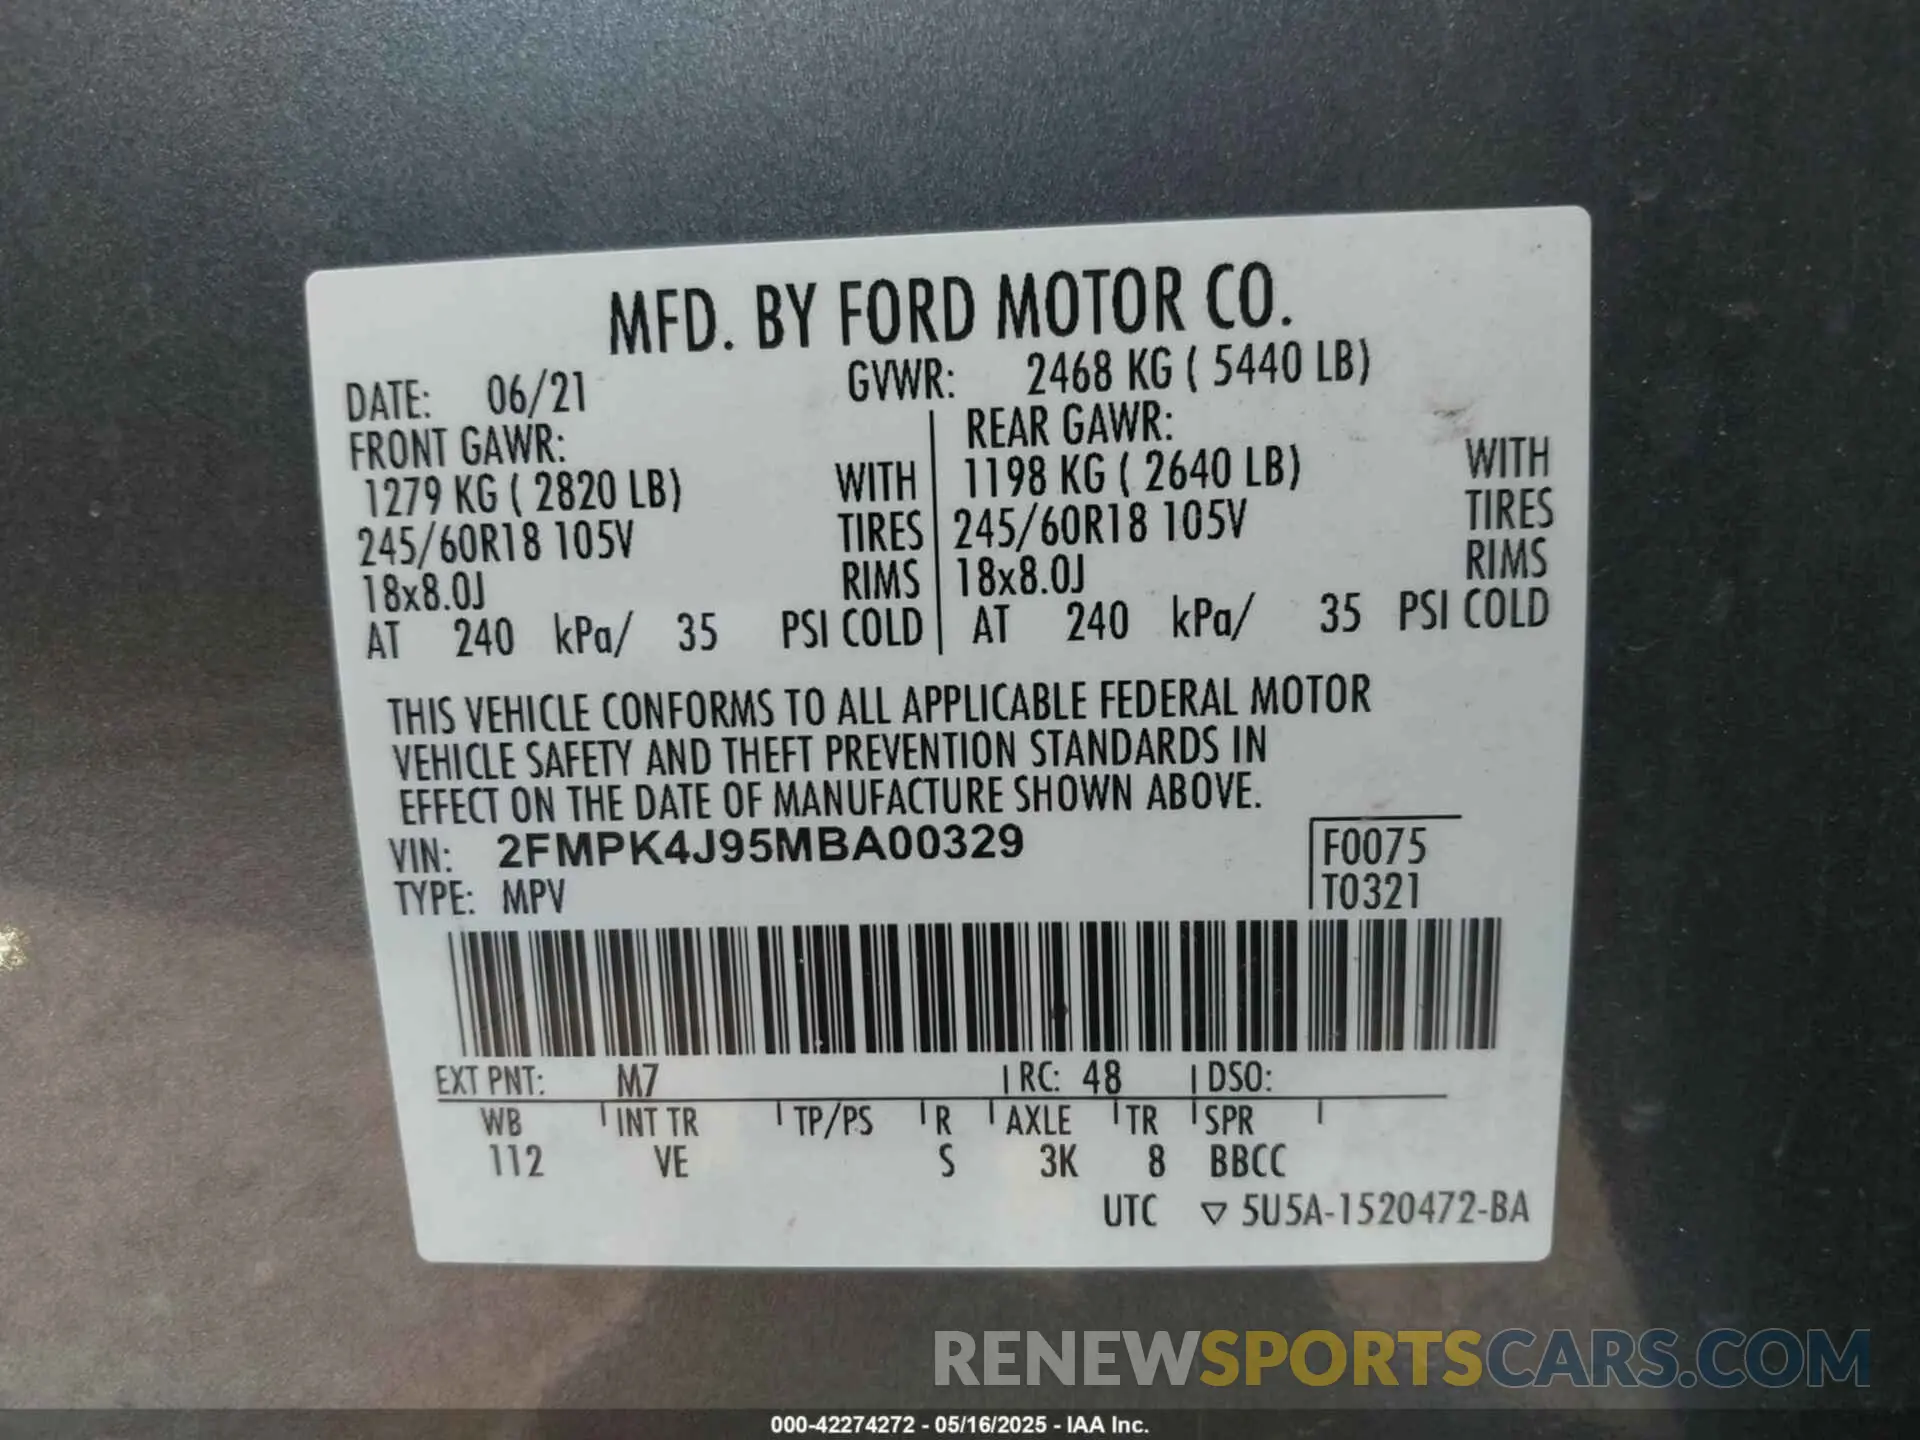 MFD. BY FORD MOTOR CO.
DATE: 06/21 GVWR: 2468 KG ( 5440 LB)
FRONT GAWR: REAR GAWR:
1279 KG ( 2820 LB) WITH 1198 KG ( 2640 LB) WITH
245/60R18 105V TIRES 245/60R18 105V TIRES
18x8.0J RIMS 18x8.0J RIMS
AT 240 kPa/ 35 PSI COLD AT 240 kPa/ 35 PSI COLD
THIS VEHICLE CONFORMS TO ALL APPLICABLE FEDERAL MOTOR
VEHICLE SAFETY AND THEFT PREVENTION STANDARDS IN
EFFECT ON THE DATE OF MANUFACTURE SHOWN ABOVE.
VIN: 2FMPK4J95MBA00329 F0075
TYPE: MPV T0321
EXT PNT: M7 RC: 48 DSO:
WB INT TR TP/PS R AXLE TR SPR
112 VE S 3K 8 BBCC
UTC ▽ 5U5A-1520472-BA
RENEWSPORTSCARS.COM
000-42274272 - 05/16/2025 - IAA Inc.